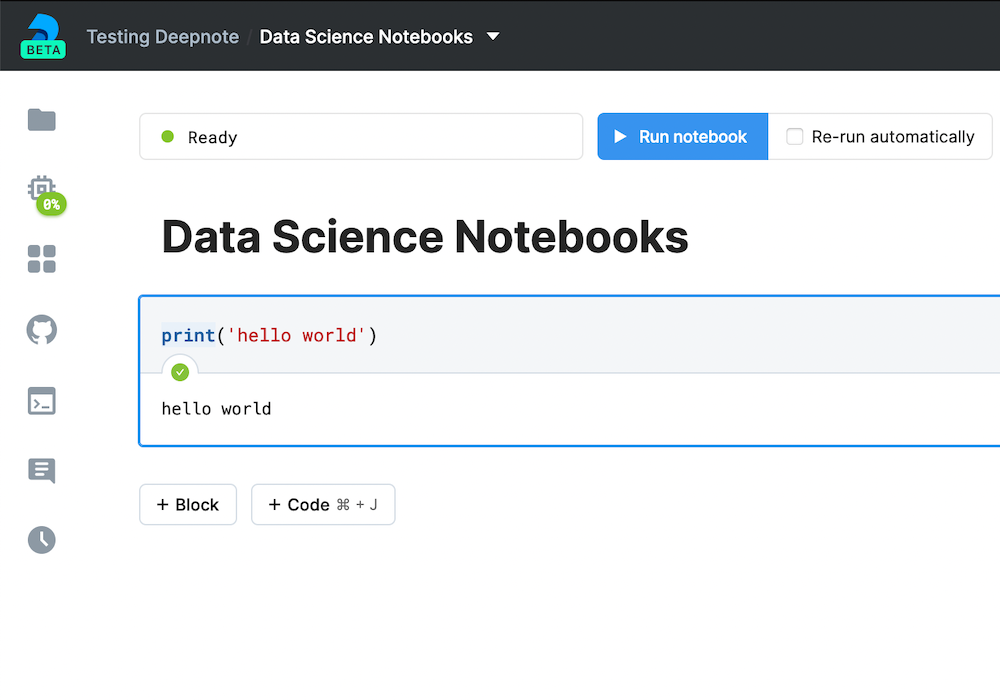 BETA
Testing Deepnote / Data Science Notebooks
Ready
Run notebook
Re-run automatically
0%
Data Science Notebooks
print('hello world')
hello world
+ Block
+ Code ⌘ + J